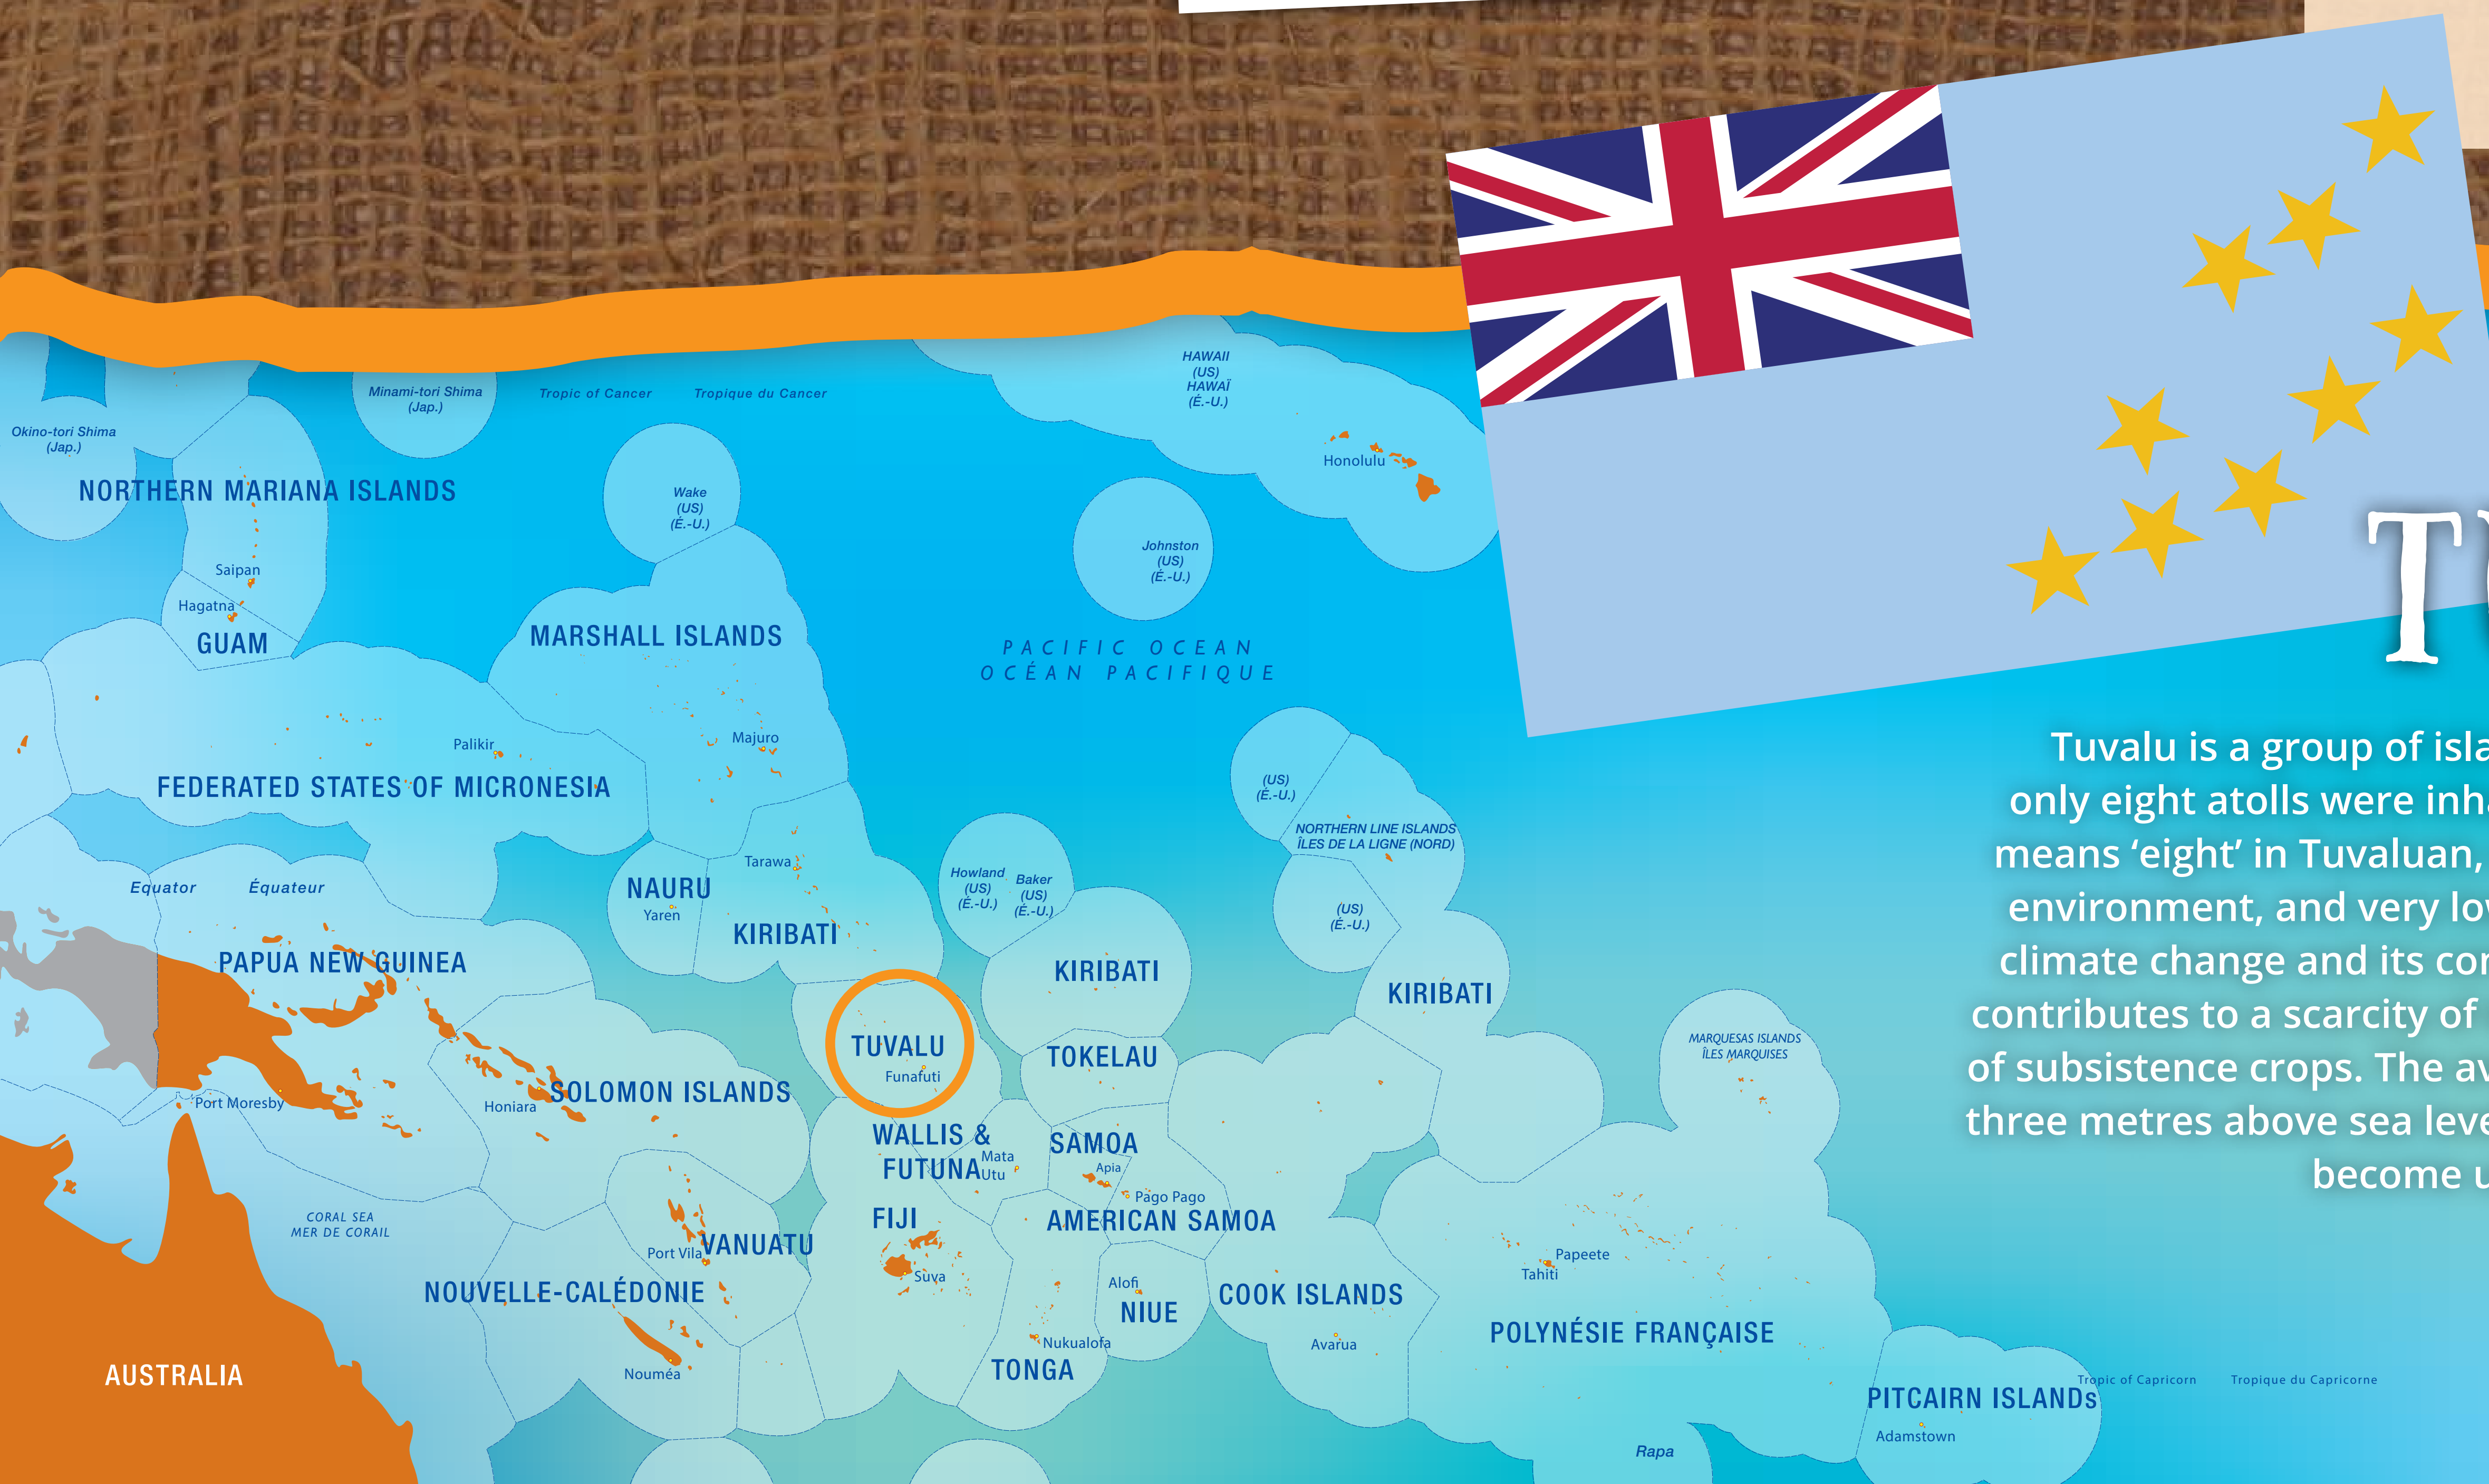 HAWAII
(US)
HAWAÏ
(É.-U.)
Minami-tori Shima
(Jap.)
Tropic of Cancer Tropique du Cancer
Okino-tori Shima
(Jap.)
Honolulu
NORTHERN MARIANA ISLANDS
Wake
(US)
(É.-U.)
Johnston
(US)
(É.-U.)
Saipan
Hagatna
GUAM
MARSHALL ISLANDS
PACIFIC OCEAN
OCÉAN PACIFIQUE
Majuro
Palikir
FEDERATED STATES OF MICRONESIA
(US)
(É.-U.)
NORTHERN LINE ISLANDS
ÎLES DE LA LIGNE (NORD)
Tarawa
Equator Équateur
NAURU
Yaren
Howland
(US)
(É.-U.)
Baker
(US)
(É.-U.)
(US)
(É.-U.)
KIRIBATI
PAPUA NEW GUINEA
KIRIBATI
KIRIBATI
TUVALU
Funafuti
TOKELAU
MARQUESAS ISLANDS
ÎLES MARQUISES
Port Moresby
Honiara
SOLOMON ISLANDS
WALLIS &
FUTUNA
Mata
Utu
SAMOA
Apia
Pago Pago
AMERICAN SAMOA
CORAL SEA
MER DE CORAIL
FIJI
Suva
Port Vila
VANUATU
NOUVELLE-CALÉDONIE
Nouméa
Alofi
NIUE
COOK ISLANDS
Avarua
Nukualofa
TONGA
Papeete
Tahiti
POLYNÉSIE FRANÇAISE
AUSTRALIA
Tropic of Capricorn Tropique du Capricorne
PITCAIRN ISLANDs
Adamstown
Rapa
T
Tuvalu is a group of isla
only eight atolls were inha
means ‘eight’ in Tuvaluan,
environment, and very lov
climate change and its cor
contributes to a scarcity of
of subsistence crops. The av
three metres above sea leve
become u